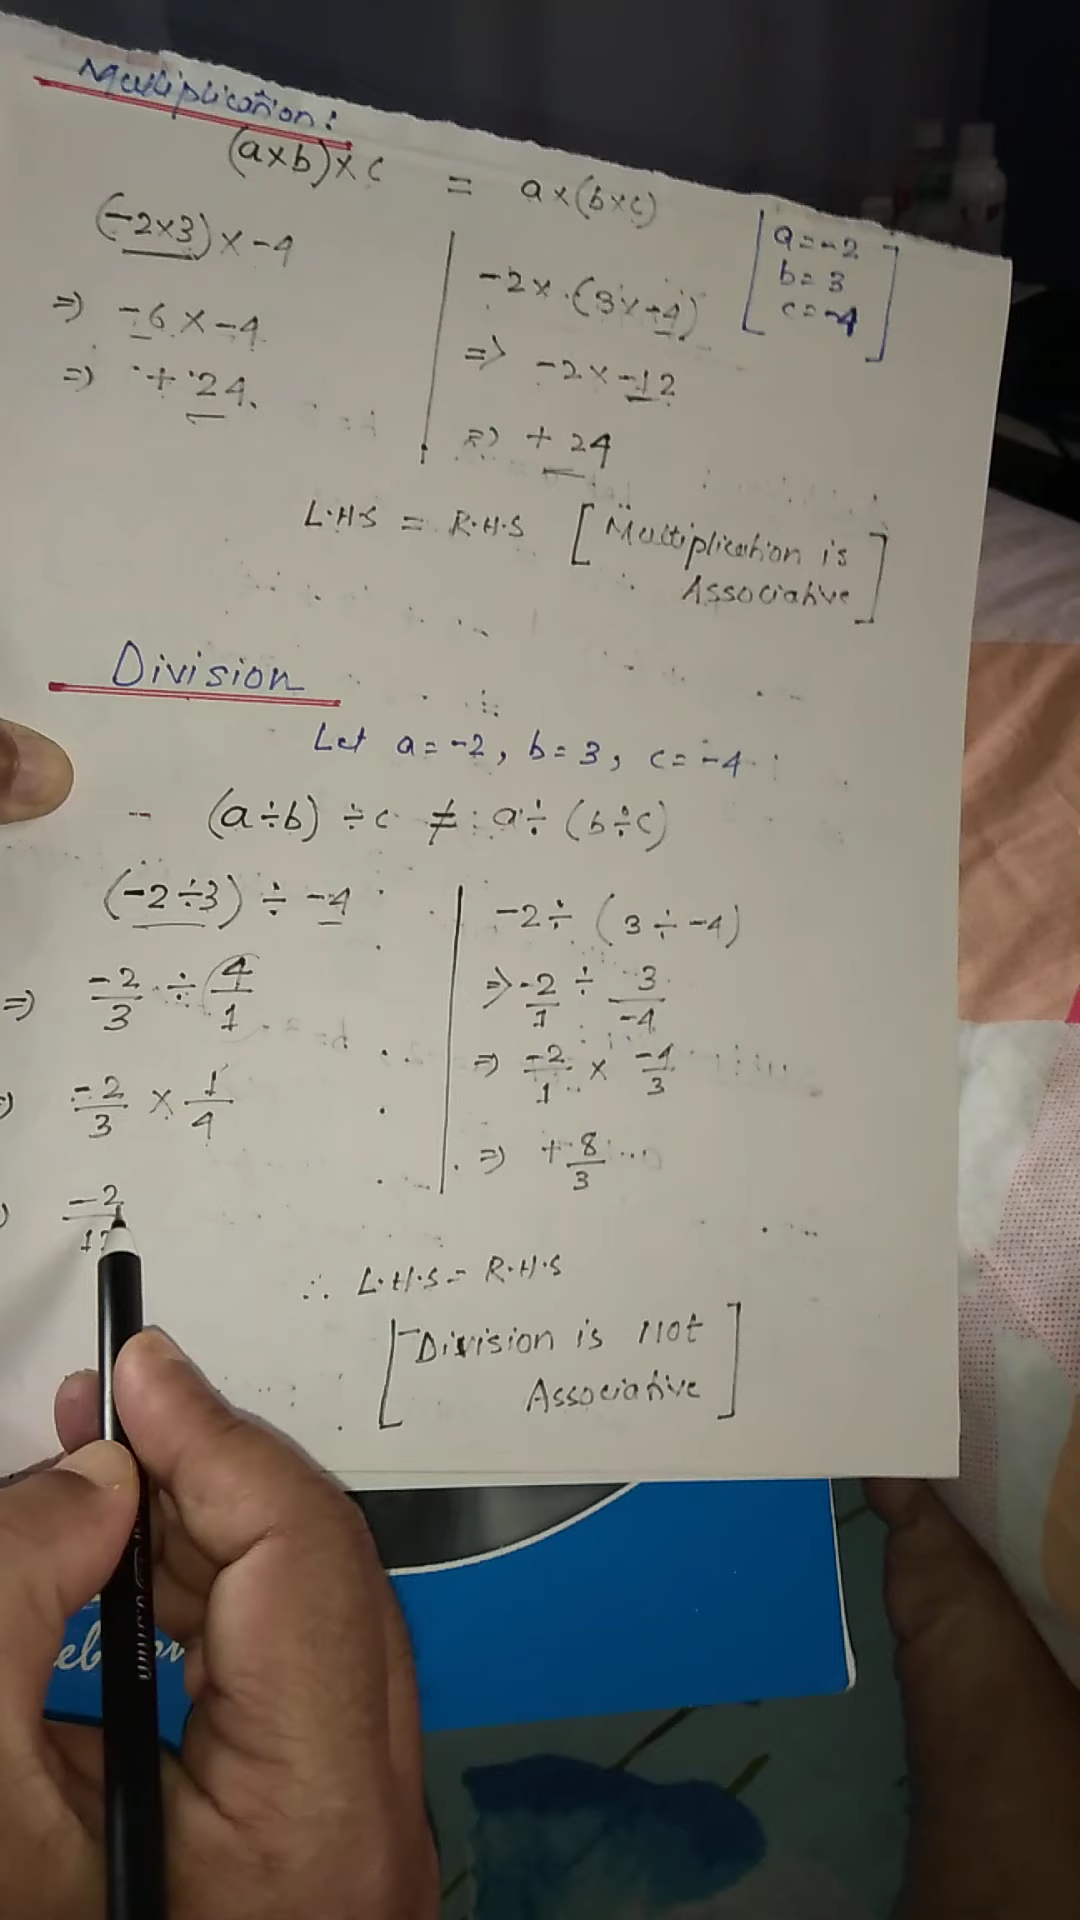 Multiplication:
(a×b)×c = a×(b×c)
[a=-2
b=3
c=-4]
(-2×3)×-4
⇒ -6×-4
⇒ +24.
-2×(3×-4)
⇒ -2×-12
⇒ +24
L.H.S = R.H.S [Multiplication is
Associative]
Division
Let a=-2, b=3, c=-4
(a÷b)÷c ≠ a÷(b÷c)
(-2÷3)÷-4
⇒ -2/3 ÷ 4/1
-2/3 × 1/4
-2/12
-2÷(3÷-4)
⇒ -2/1 ÷ 3/-4
⇒ -2/1 × -4/3
⇒ +8/3
∴ L.H.S = R.H.S
[Division is not
Associative]